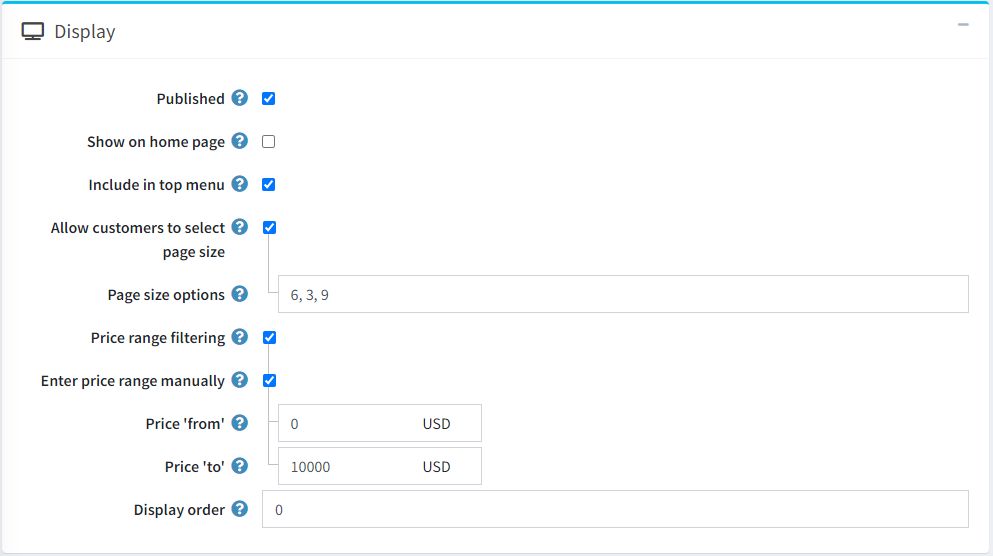 Display
Published
Show on home page
Include in top menu
Allow customers to select
page size
Page size options 6, 3, 9
Price range filtering
Enter price range manually
Price 'from' 0 USD
Price 'to' 10000 USD
Display order 0